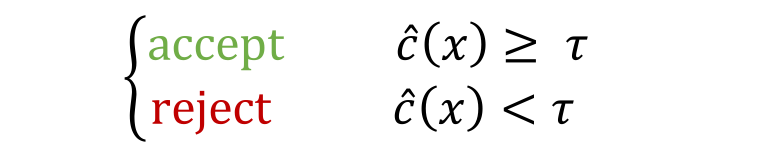 accept ĉ(x) ≥ τ
reject ĉ(x) < τ